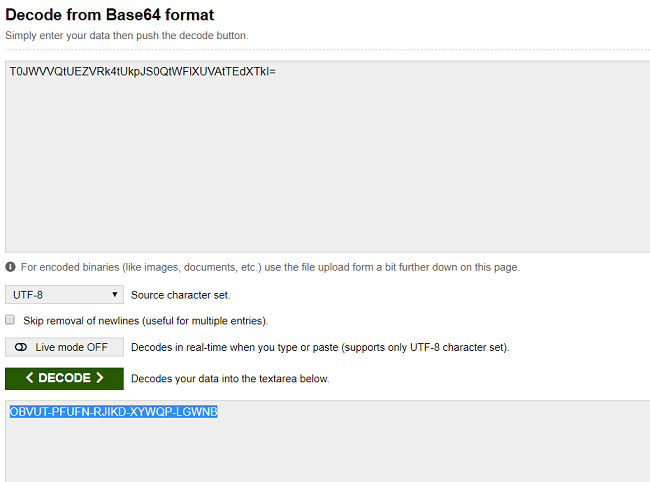 Decode from Base64 format
Simply enter your data then push the decode button.
T0JWVVQtUEZVRk4tUkpJS0QtWFlXUVAtTEdXTkI=
For encoded binaries (like images, documents, etc.) use the file upload form a bit further down on this page.
UTF-8 Source character set.
Skip removal of newlines (useful for multiple entries).
Live mode OFF Decodes in real-time when you type or paste (supports only UTF-8 character set).
< DECODE > Decodes your data into the textarea below.
OBVUT-PFUFN-RJIKD-XYWQP-LGWNB